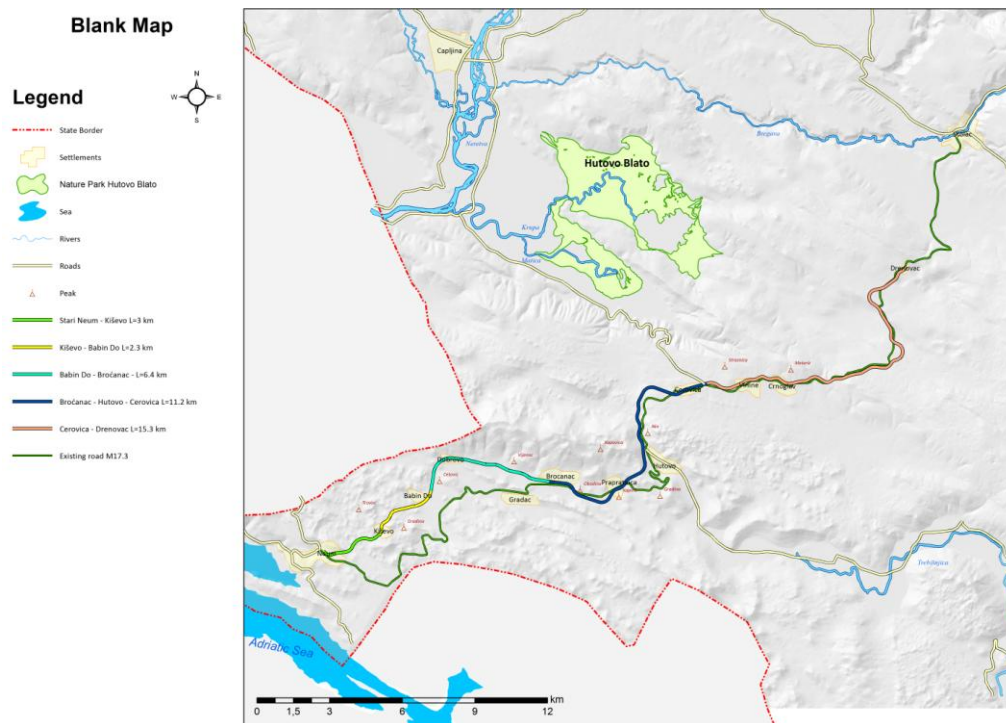 Blank Map
Legend
N
W
E
S
State Border
Settlements
Nature Park Hutovo Blato
Sea
Rivers
Roads
Peak
Stari Neum - Kiševo L=3 km
Kiševo - Babin Do L=2.3 km
Babin Do - Broćanac - L=6.4 km
Broćanac - Hutovo - Cerovica L=11.2 km
Cerovica - Drenovac L=15.3 km
Existing road M17.3
Capljina
Neretva
Bregava
Hutovo Blato
Krupa
Drenovac
Crnoglav
Hutovo
Brocanac
Gradac
Babin Do
Kiševo
Neum
Trebišnjica
Adriatic Sea
km
0 1,5 3 6 9 12